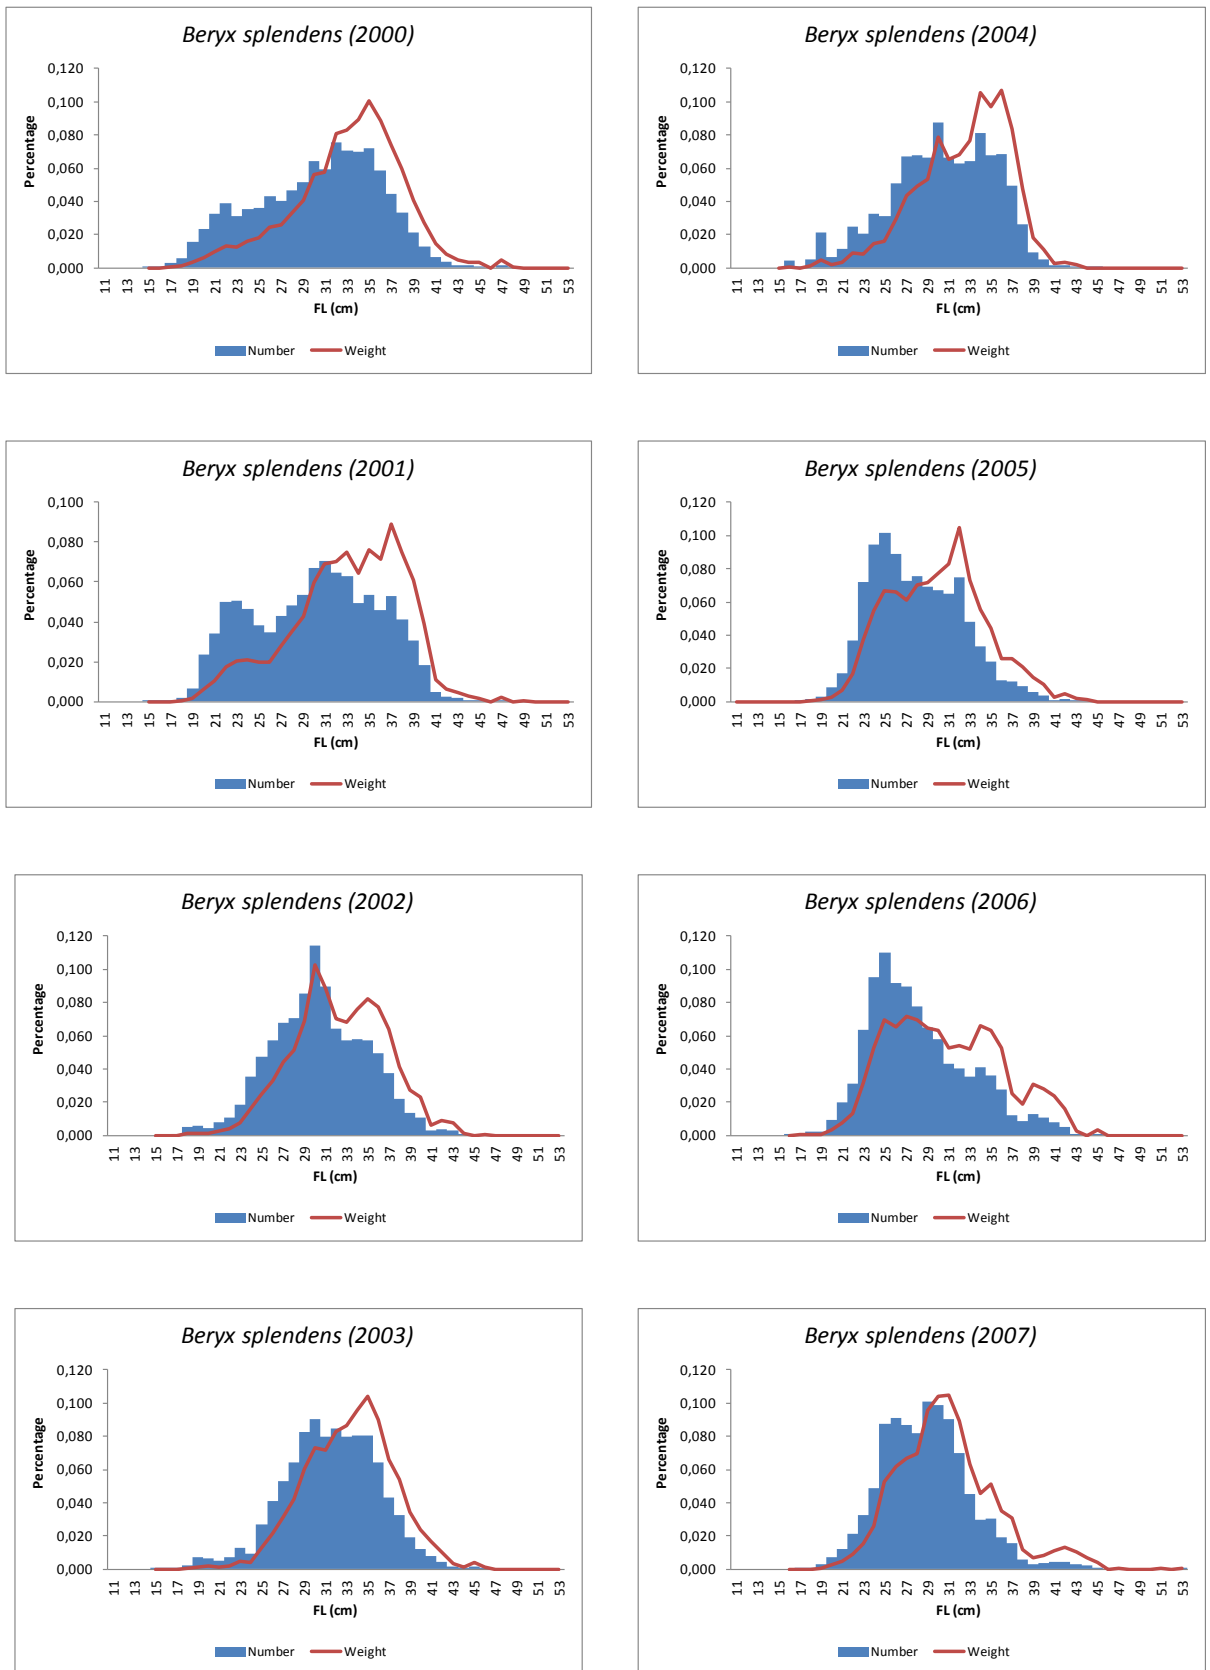 Beryx splendens (2000)
0,120
0,100
0,080
0,060
0,040
0,020
0,000
Percentage
11 13 15 17 19 21 23 25 27 29 31 33 35 37 39 41 43 45 47 49 51 53
FL (cm)
Number Weight
Beryx splendens (2004)
0,120
0,100
0,080
0,060
0,040
0,020
0,000
Percentage
11 13 15 17 19 21 23 25 27 29 31 33 35 37 39 41 43 45 47 49 51 53
FL (cm)
Number Weight
Beryx splendens (2001)
0,100
0,080
0,060
0,040
0,020
0,000
Percentage
11 13 15 17 19 21 23 25 27 29 31 33 35 37 39 41 43 45 47 49 51 53
FL (cm)
Number Weight
Beryx splendens (2005)
0,120
0,100
0,080
0,060
0,040
0,020
0,000
Percentage
11 13 15 17 19 21 23 25 27 29 31 33 35 37 39 41 43 45 47 49 51 53
FL (cm)
Number Weight
Beryx splendens (2002)
0,120
0,100
0,080
0,060
0,040
0,020
0,000
Percentage
11 13 15 17 19 21 23 25 27 29 31 33 35 37 39 41 43 45 47 49 51 53
FL (cm)
Number Weight
Beryx splendens (2006)
0,120
0,100
0,080
0,060
0,040
0,020
0,000
Percentage
11 13 15 17 19 21 23 25 27 29 31 33 35 37 39 41 43 45 47 49 51 53
FL (cm)
Number Weight
Beryx splendens (2003)
0,120
0,100
0,080
0,060
0,040
0,020
0,000
Percentage
11 13 15 17 19 21 23 25 27 29 31 33 35 37 39 41 43 45 47 49 51 53
FL (cm)
Number Weight
Beryx splendens (2007)
0,120
0,100
0,080
0,060
0,040
0,020
0,000
Percentage
11 13 15 17 19 21 23 25 27 29 31 33 35 37 39 41 43 45 47 49 51 53
FL (cm)
Number Weight